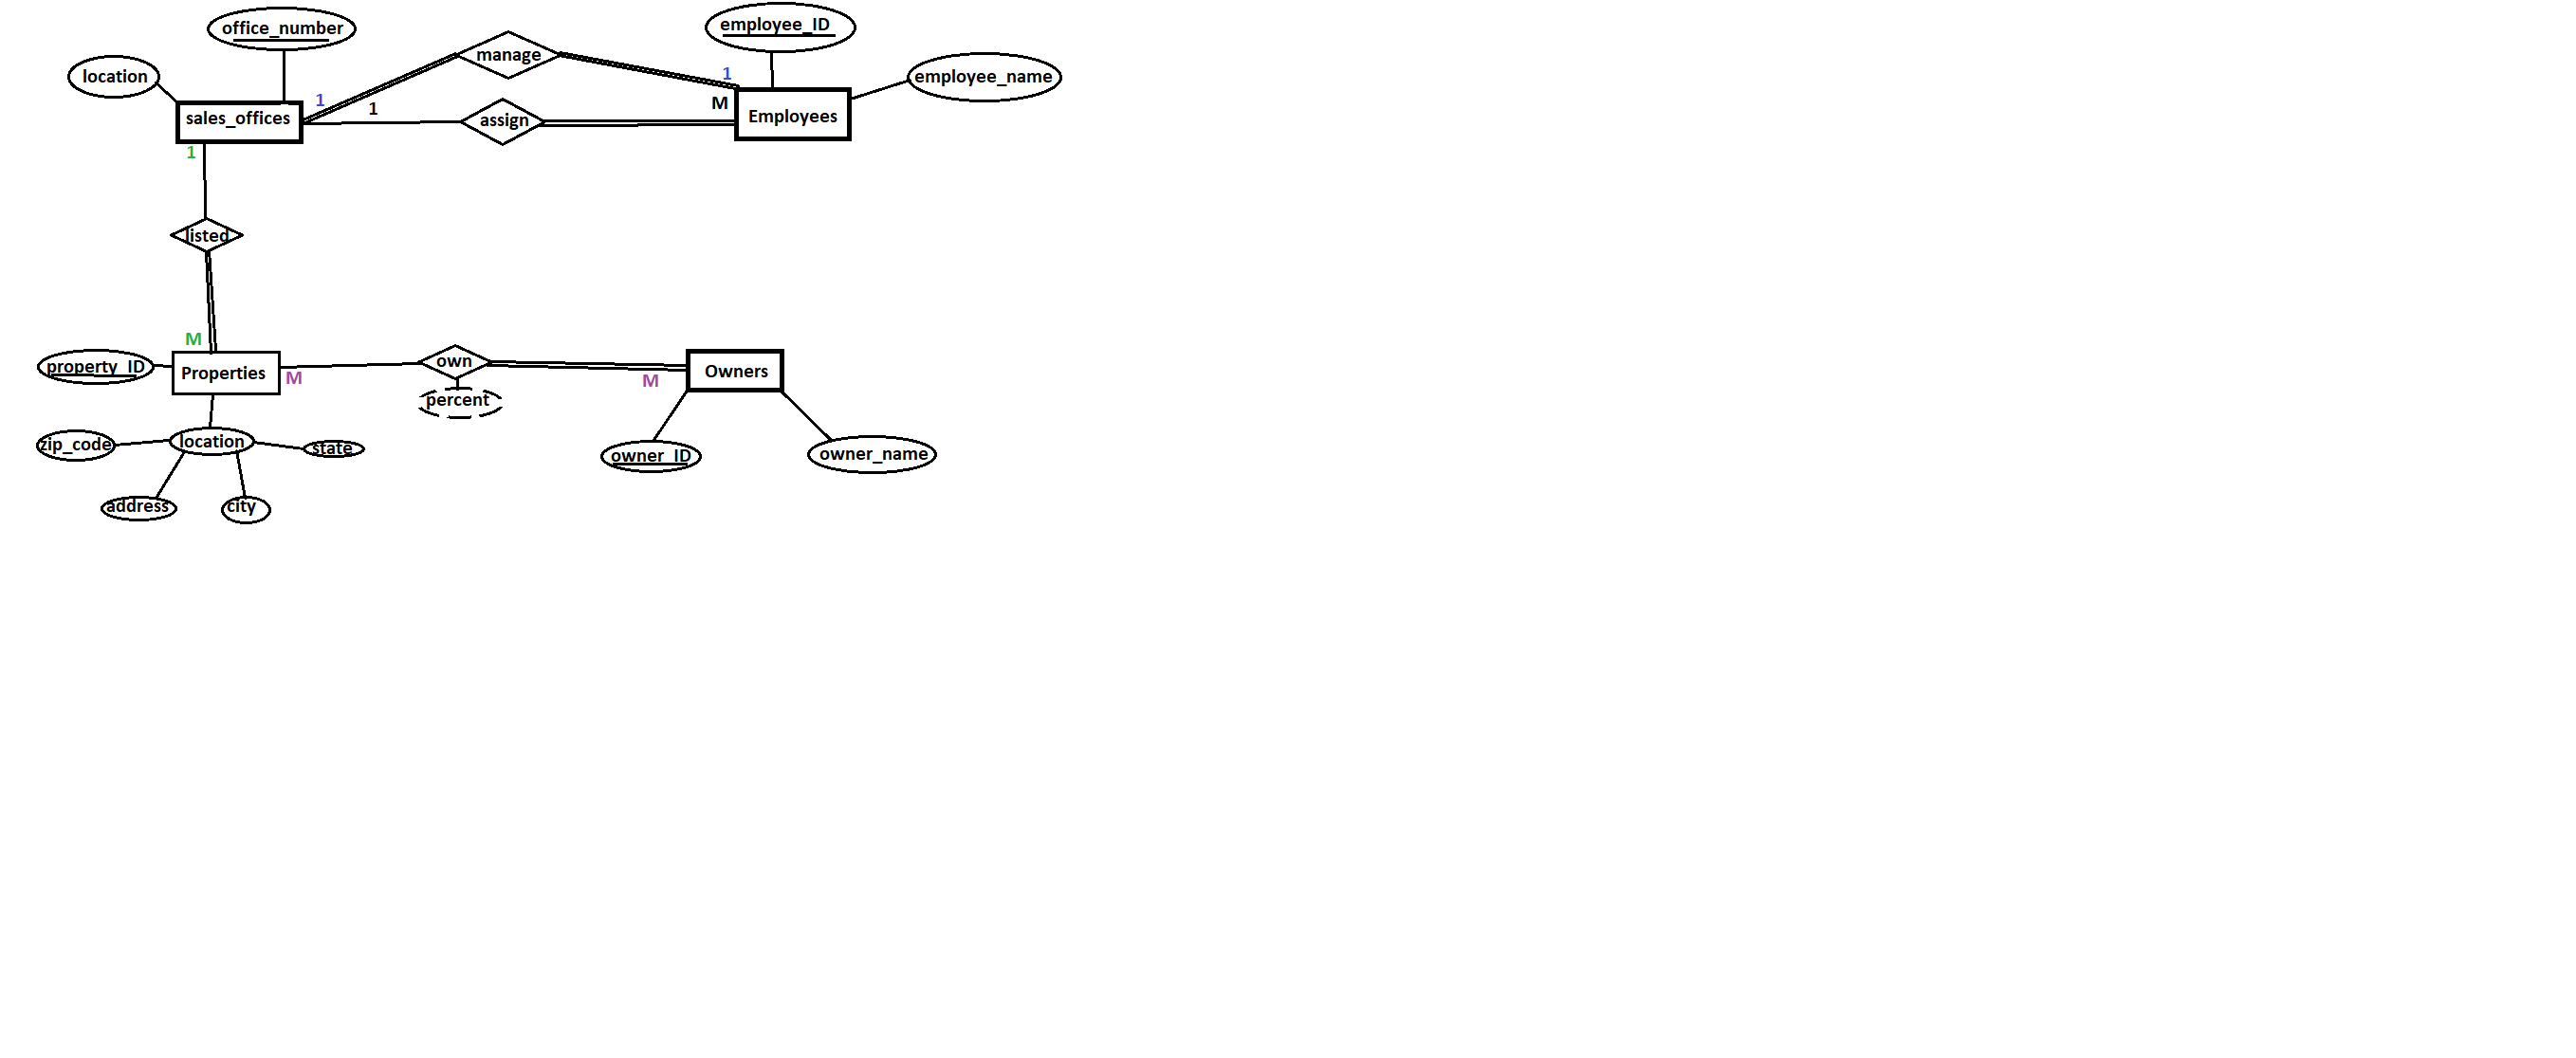 office_number
employee_ID
manage
location
employee_name
1
1
1
M
sales_offices
assign
Employees
1
listed
M
property_ID
Properties
M
own
M
Owners
percent
zip_code
location
state
owner_ID
owner_name
address
city